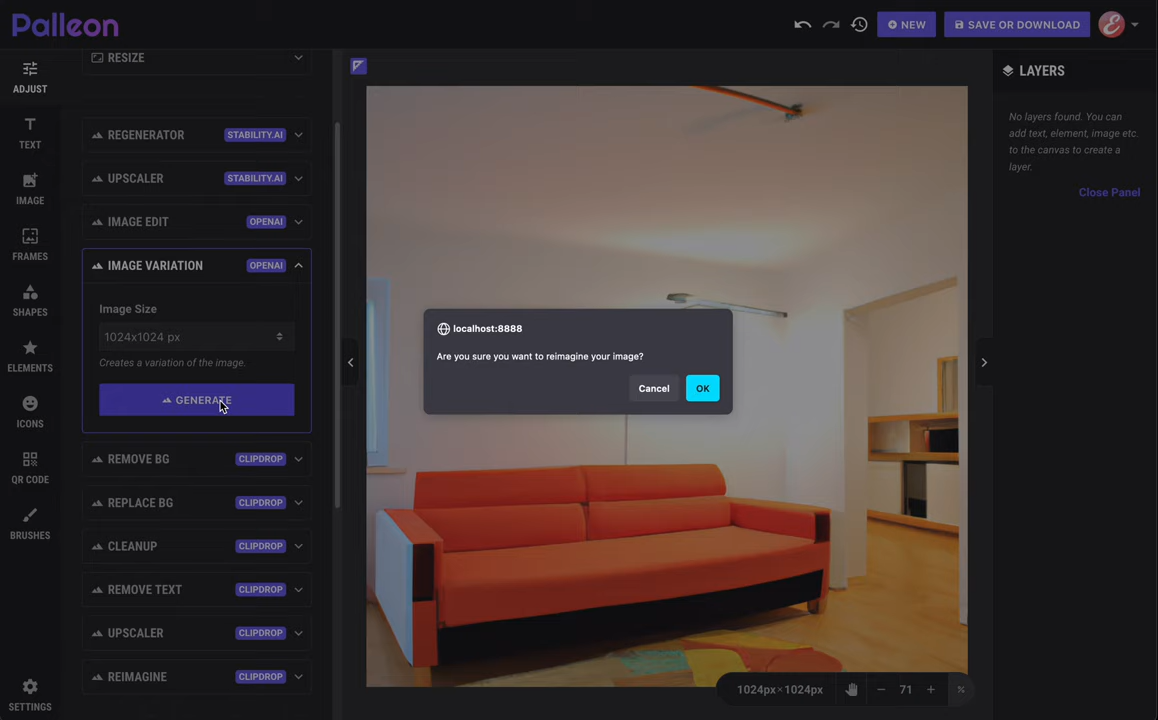 Palleon
NEW
SAVE OR DOWNLOAD
ADJUST
TEXT
IMAGE
FRAMES
SHAPES
ELEMENTS
ICONS
QR CODE
BRUSHES
SETTINGS
RESIZE
REGENERATOR STABILITY.AI
UPSCALER STABILITY.AI
IMAGE EDIT OPENAI
IMAGE VARIATION OPENAI
Image Size
1024x1024 px
Creates a variation of the image.
GENERATE
REMOVE BG CLIPDROP
REPLACE BG CLIPDROP
CLEANUP CLIPDROP
REMOVE TEXT CLIPDROP
UPSCALER CLIPDROP
REIMAGINE CLIPDROP
localhost:8888
Are you sure you want to reimagine your image?
Cancel OK
1024px×1024px − 71 + %
LAYERS
No layers found. You can
add text, element, image etc.
to the canvas to create a
layer.
Close Panel